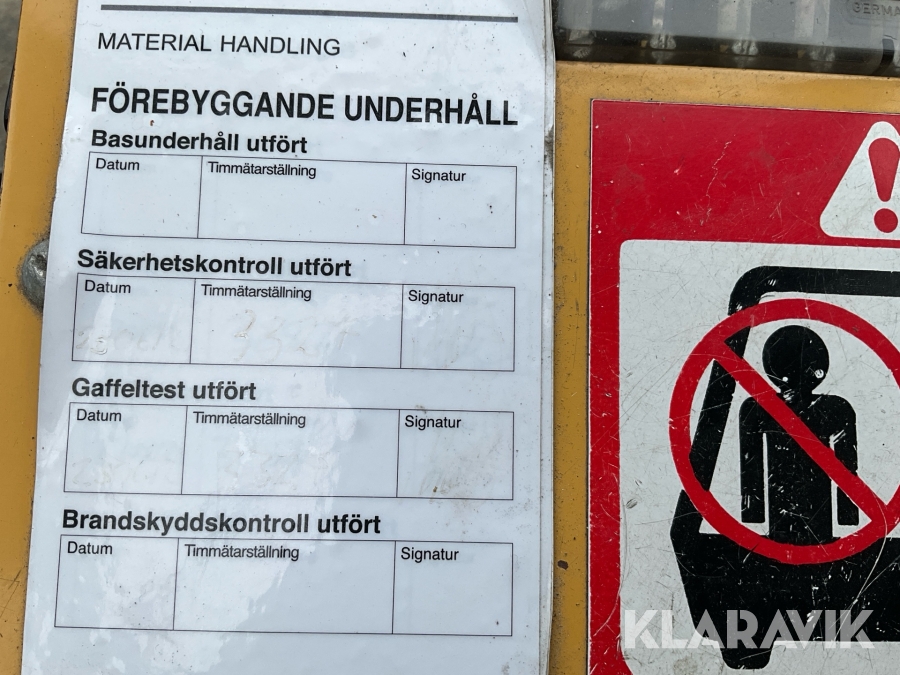 GERMA
MATERIAL HANDLING
FÖREBYGGANDE UNDERHÅLL
Basunderhåll utfört
Datum Timmätarställning Signatur
Säkerhetskontroll utfört
Datum Timmätarställning Signatur
Gaffeltest utfört
Datum Timmätarställning Signatur
Brandskyddskontroll utfört
Datum Timmätarställning Signatur
KLARAVIK